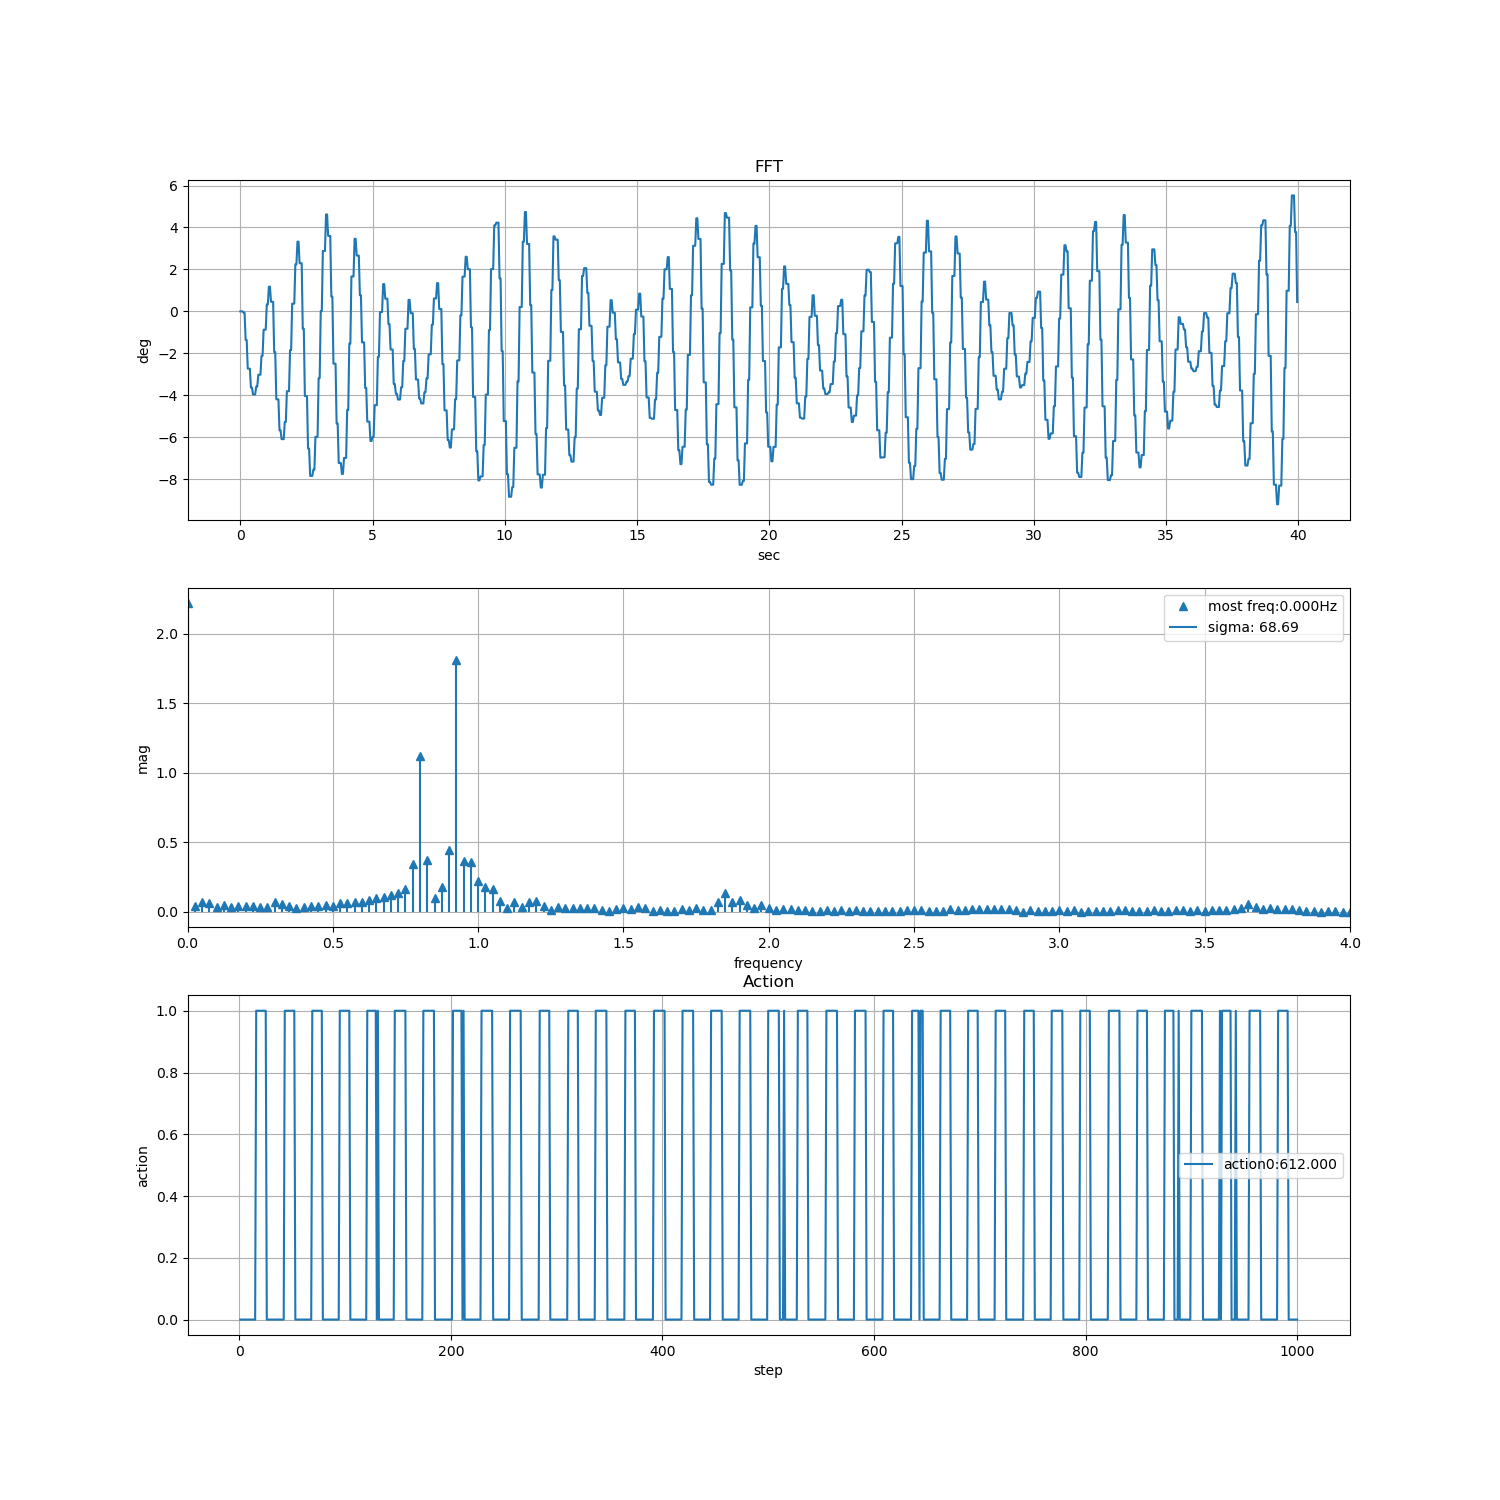 FFT
6
4
2
0
−2
−4
−6
−8
deg
0 5 10 15 20 25 30 35 40
sec
most freq:0.000Hz
sigma: 68.69
2.0
1.5
1.0
0.5
0.0
mag
0.0 0.5 1.0 1.5 2.0 2.5 3.0 3.5 4.0
frequency
Action
1.0
0.8
0.6
0.4
0.2
0.0
action
action0:612.000
0 200 400 600 800 1000
step